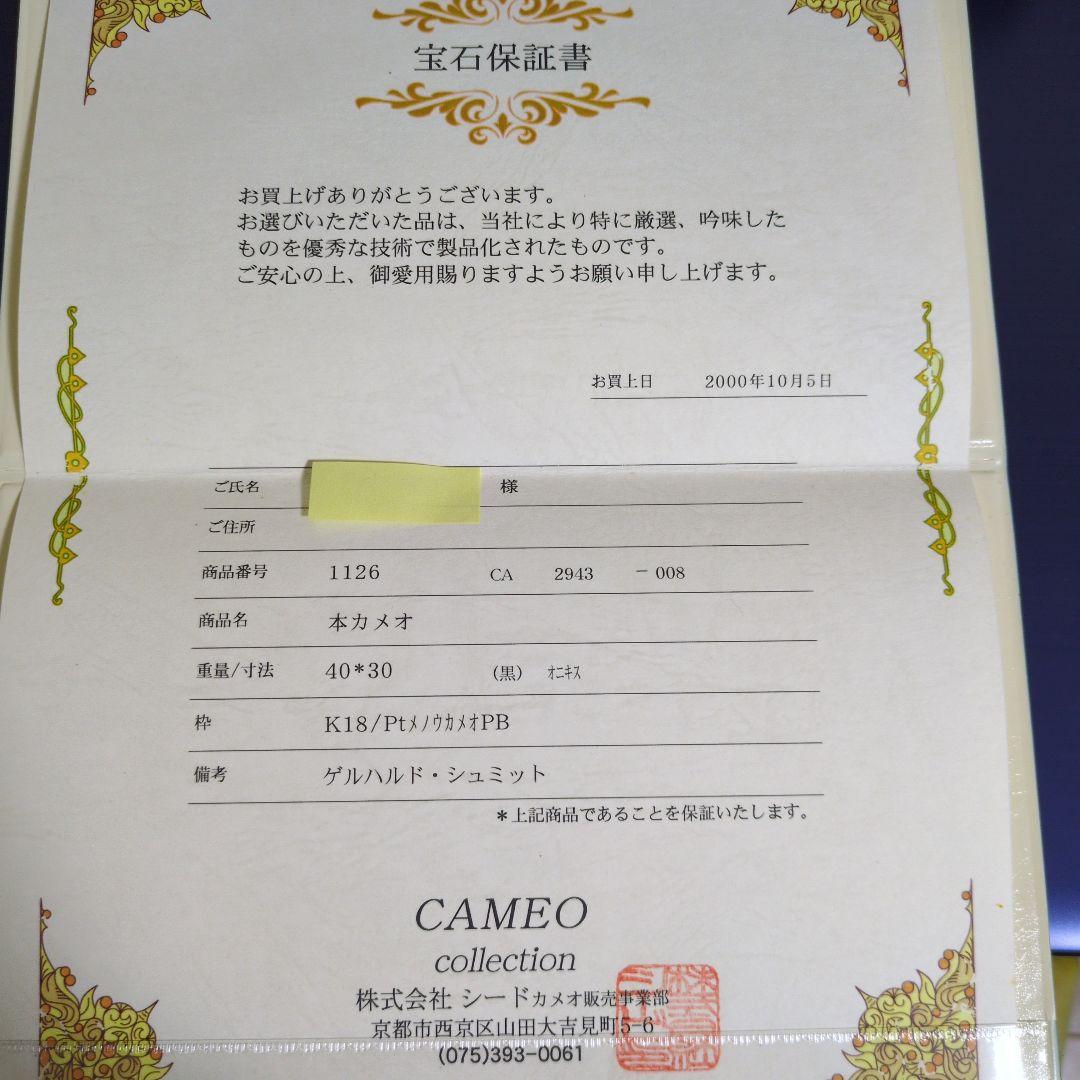 宝石保証書
お買上げありがとうございます。
お選びいただいた品は、当社により特に厳選、吟味した
ものを優秀な技術で製品化されたものです。
ご安心の上、御愛用賜りますようお願い申し上げます。
お買上日 2000年10月5日
ご氏名 様
ご住所
商品番号 1126 CA 2943 －008
商品名 本カメオ
重量/寸法 40*30 (黒) ｵﾆｷｽ
枠 K18/PtﾒﾉｳｶﾒｵPB
備考 ゲルハルド・シュミット
＊上記商品であることを保証いたします。
CAMEO
collection
株式会社 シードカメオ販売事業部
京都市西京区山田大吉見町5-6
(075)393-0061